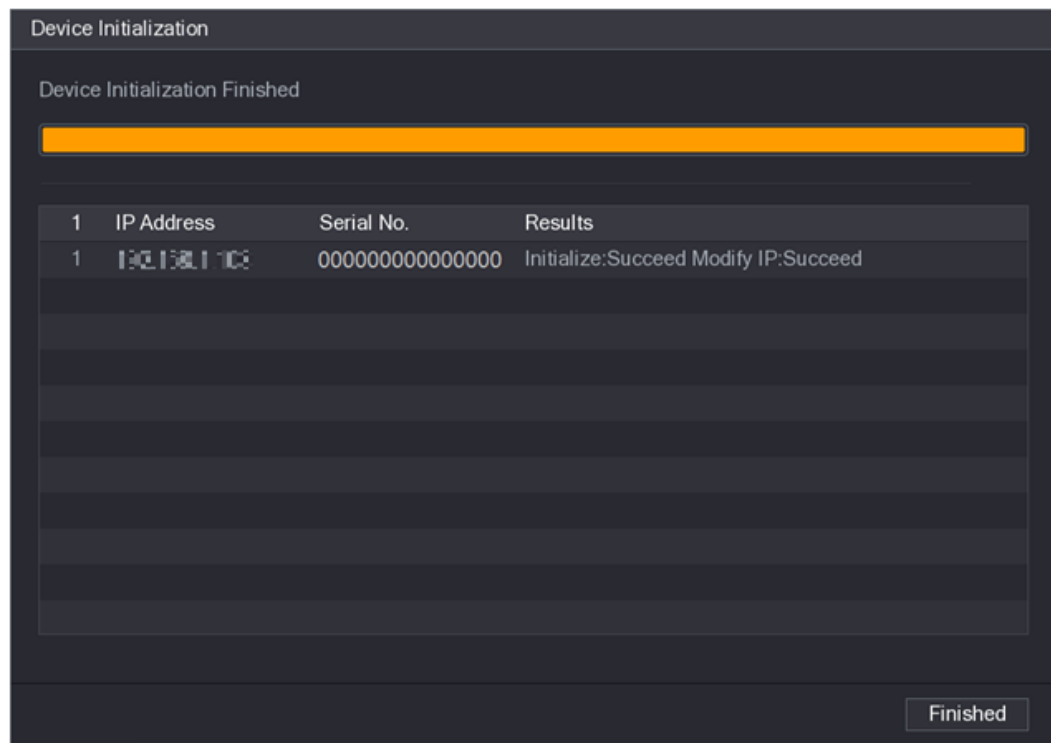 Device Initialization
Device Initialization Finished
1 IP Address Serial No. Results
1 000000000000000 Initialize:Succeed Modify IP:Succeed
Finished